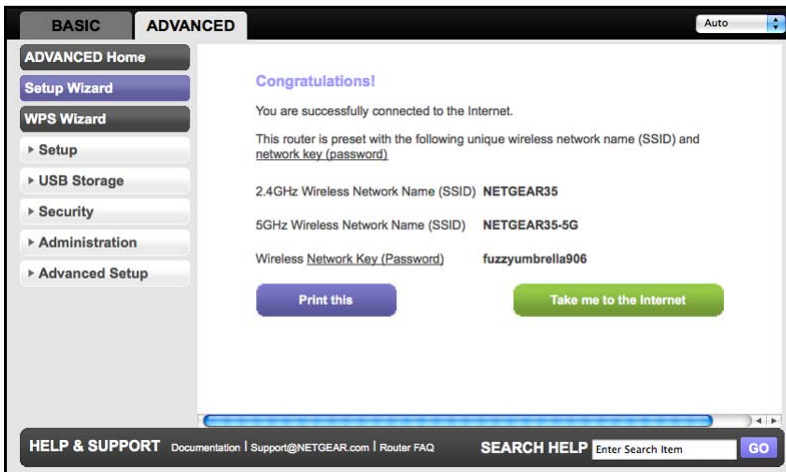 BASIC ADVANCED Auto
ADVANCED Home
Setup Wizard
WPS Wizard
Setup
USB Storage
Security
Administration
Advanced Setup
Congratulations!
You are successfully connected to the Internet.
This router is preset with the following unique wireless network name (SSID) and
network key (password)
2.4GHz Wireless Network Name (SSID) NETGEAR35
5GHz Wireless Network Name (SSID) NETGEAR35-5G
Wireless Network Key (Password) fuzzyumbrella906
Print this Take me to the Internet
HELP & SUPPORT Documentation | Support@NETGEAR.com | Router FAQ SEARCH HELP Enter Search Item GO